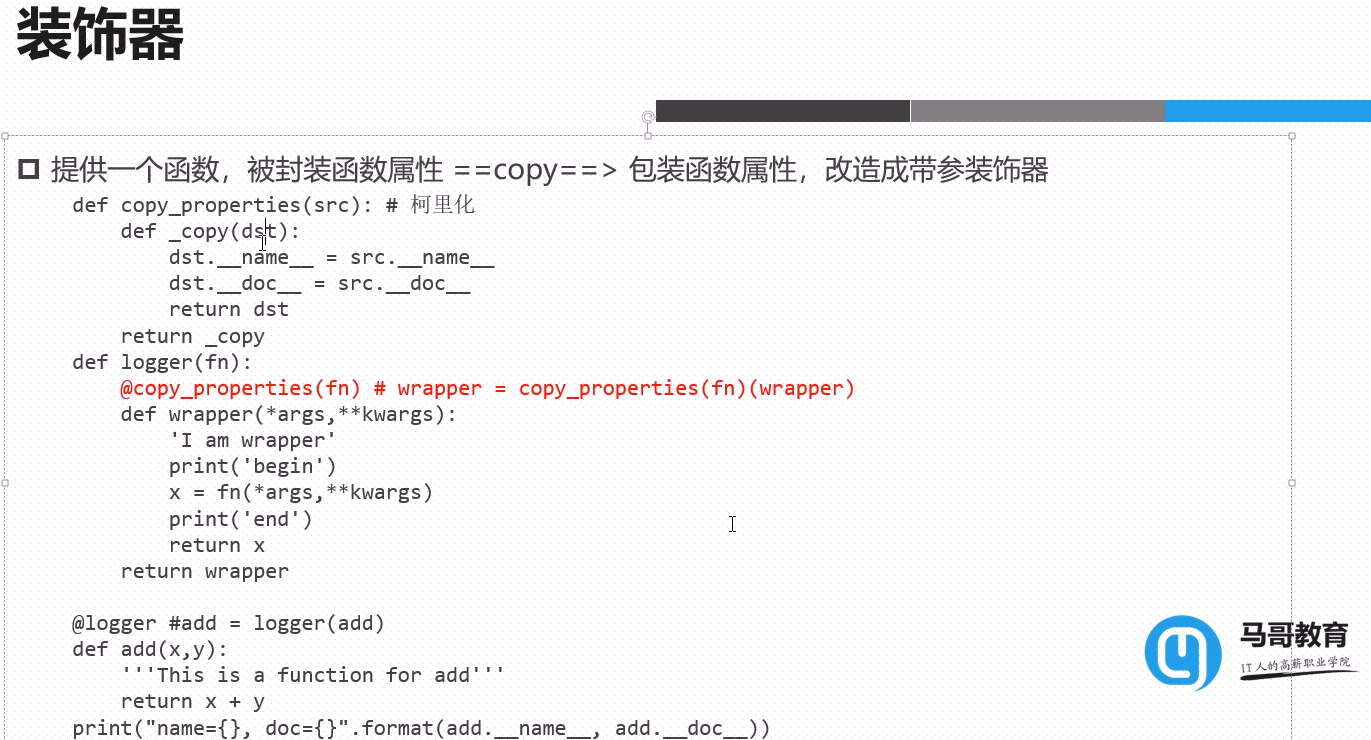 装饰器
提供一个函数，被封装函数属性 ==copy==> 包装函数属性，改造成带参装饰器
def copy_properties(src): # 柯里化
    def _copy(dst):
        dst.__name__ = src.__name__
        dst.__doc__ = src.__doc__
        return dst
    return _copy
def logger(fn):
    @copy_properties(fn) # wrapper = copy_properties(fn)(wrapper)
    def wrapper(*args,**kwargs):
        'I am wrapper'
        print('begin')
        x = fn(*args,**kwargs)
        print('end')
        return x
    return wrapper
@logger #add = logger(add)
def add(x,y):
    '''This is a function for add'''
    return x + y
print("name={}, doc={}".format(add.__name__, add.__doc__))
马哥教育
IT人的高薪职业学院